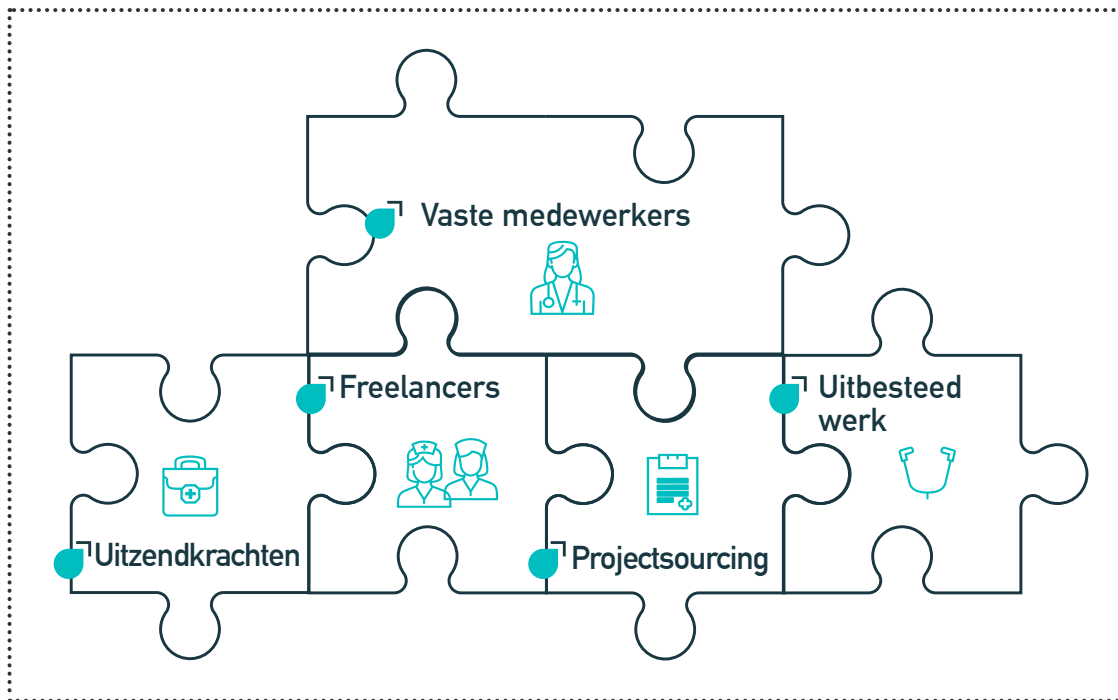 Vaste medewerkers
Freelancers
Uitbesteed
werk
Uitzendkrachten
Projectsourcing